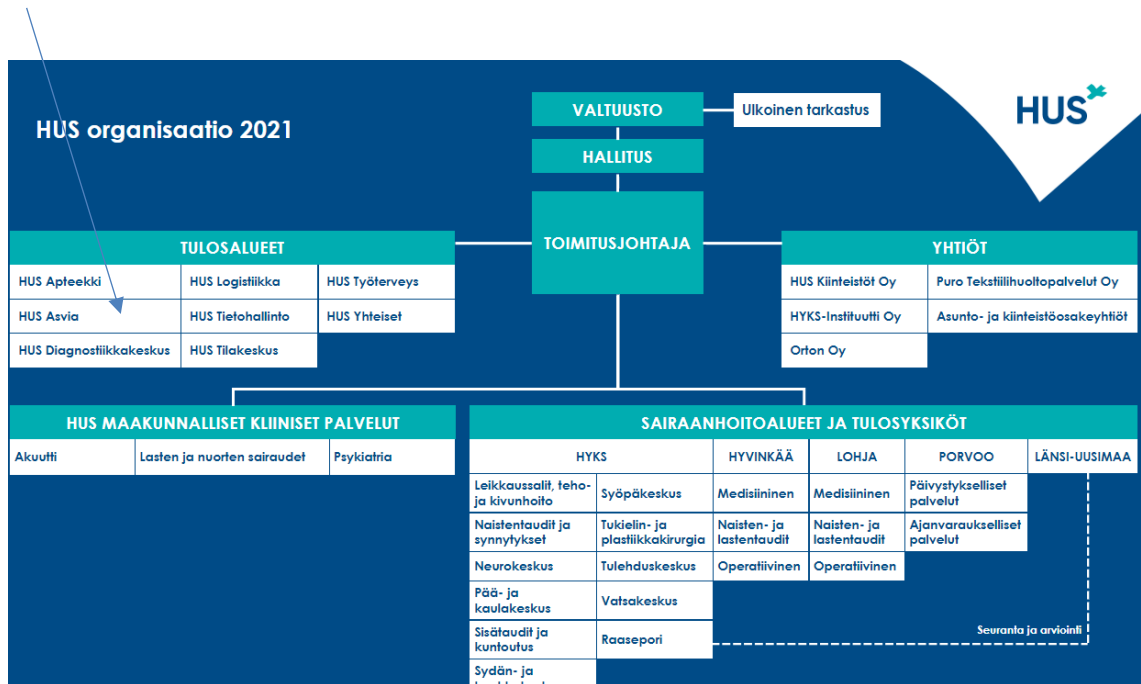 HUS organisaatio 2021
HUS
VALTUUSTO
Ulkoinen tarkastus
HALLITUS
TOIMITUSJOHTAJA
TULOSALUEET
HUS Apteekki
HUS Logistiikka
HUS Työterveys
HUS Asvia
HUS Tietohallinto
HUS Yhteiset
HUS Diagnostiikkakeskus
HUS Tilakeskus
YHTIÖT
HUS Kiinteistöt Oy
Puro Tekstiilihuoltopalvelut Oy
HYKS-Instituutti Oy
Asunto- ja kiinteistöosakeyhtiöt
Orton Oy
HUS MAAKUNNALLISET KLIINISET PALVELUT
Akuutti
Lasten ja nuorten sairaudet
Psykiatria
SAIRAANHOITOALUEET JA TULOSYKSIKÖT
HYKS
HYVINKÄÄ
LOHJA
PORVOO
LÄNSI-UUSIMAA
Leikkaussalit, teho-
ja kivunhoito
Syöpäkeskus
Medisiininen
Medisiininen
Päivystykselliset
palvelut
Naistentaudit ja
synnytykset
Tukielin- ja
plastiikkakirurgia
Naisten- ja
lastentaudit
Naisten- ja
lastentaudit
Ajanvaraukselliset
palvelut
Neurokeskus
Tulehduskeskus
Operatiivinen
Operatiivinen
Pää- ja
kaulakeskus
Vatsakeskus
Sisätaudit ja
kuntoutus
Raasepori
Seuranta ja arviointi
Sydän- ja